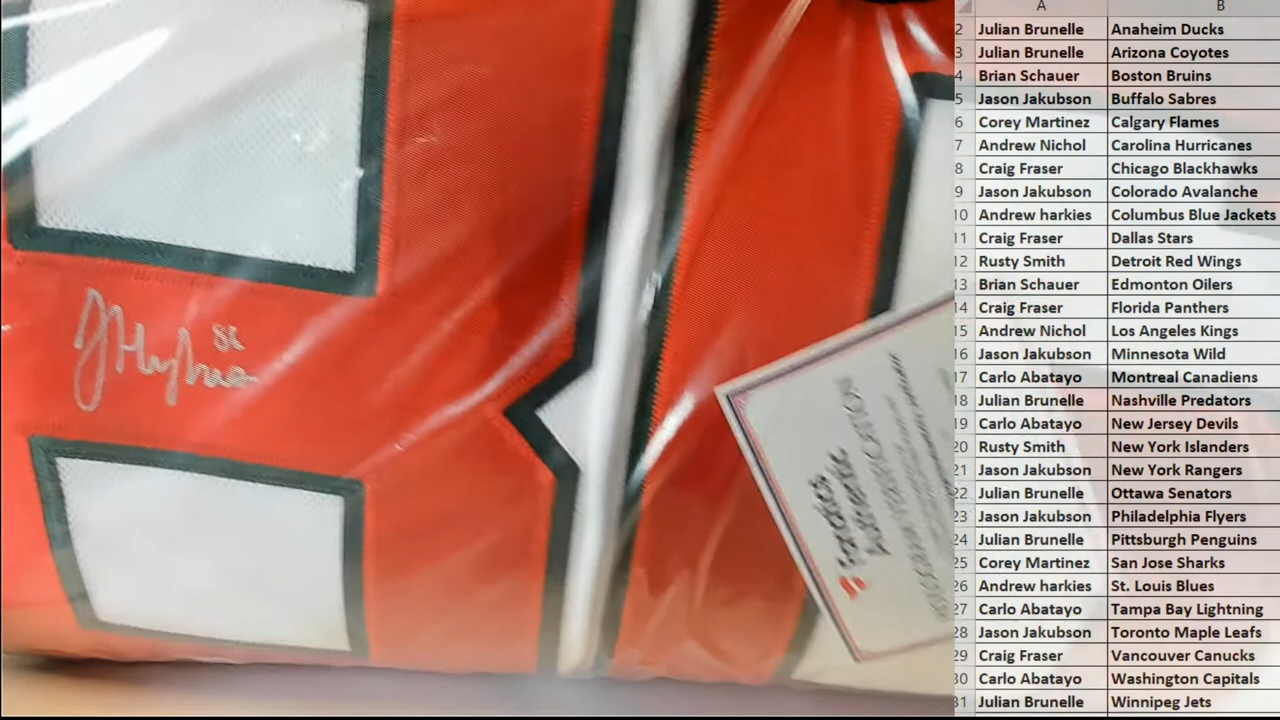 A B
2 Julian Brunelle Anaheim Ducks
3 Julian Brunelle Arizona Coyotes
4 Brian Schauer Boston Bruins
5 Jason Jakubson Buffalo Sabres
6 Corey Martinez Calgary Flames
7 Andrew Nichol Carolina Hurricanes
8 Craig Fraser Chicago Blackhawks
9 Jason Jakubson Colorado Avalanche
10 Andrew harkies Columbus Blue Jackets
11 Craig Fraser Dallas Stars
12 Rusty Smith Detroit Red Wings
13 Brian Schauer Edmonton Oilers
14 Craig Fraser Florida Panthers
15 Andrew Nichol Los Angeles Kings
16 Jason Jakubson Minnesota Wild
17 Carlo Abatayo Montreal Canadiens
18 Julian Brunelle Nashville Predators
19 Carlo Abatayo New Jersey Devils
20 Rusty Smith New York Islanders
21 Jason Jakubson New York Rangers
22 Julian Brunelle Ottawa Senators
23 Jason Jakubson Philadelphia Flyers
24 Julian Brunelle Pittsburgh Penguins
25 Corey Martinez San Jose Sharks
26 Andrew harkies St. Louis Blues
27 Carlo Abatayo Tampa Bay Lightning
28 Jason Jakubson Toronto Maple Leafs
29 Craig Fraser Vancouver Canucks
30 Carlo Abatayo Washington Capitals
31 Julian Brunelle Winnipeg Jets
Authentic